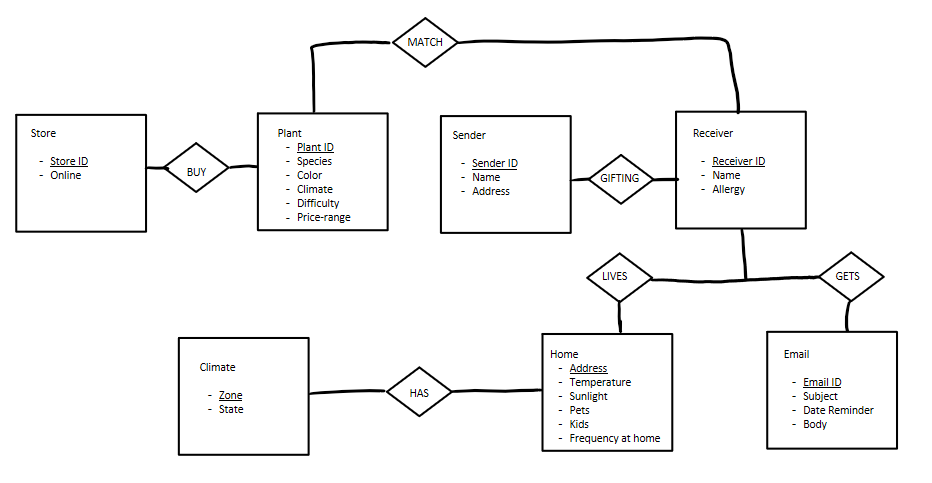 MATCH
Store
- Store ID
- Online
BUY
Plant
- Plant ID
- Species
- Color
- Climate
- Difficulty
- Price-range
Sender
- Sender ID
- Name
- Address
GIFTING
Receiver
- Receiver ID
- Name
- Allergy
LIVES
GETS
Climate
- Zone
- State
HAS
Home
- Address
- Temperature
- Sunlight
- Pets
- Kids
- Frequency at home
Email
- Email ID
- Subject
- Date Reminder
- Body